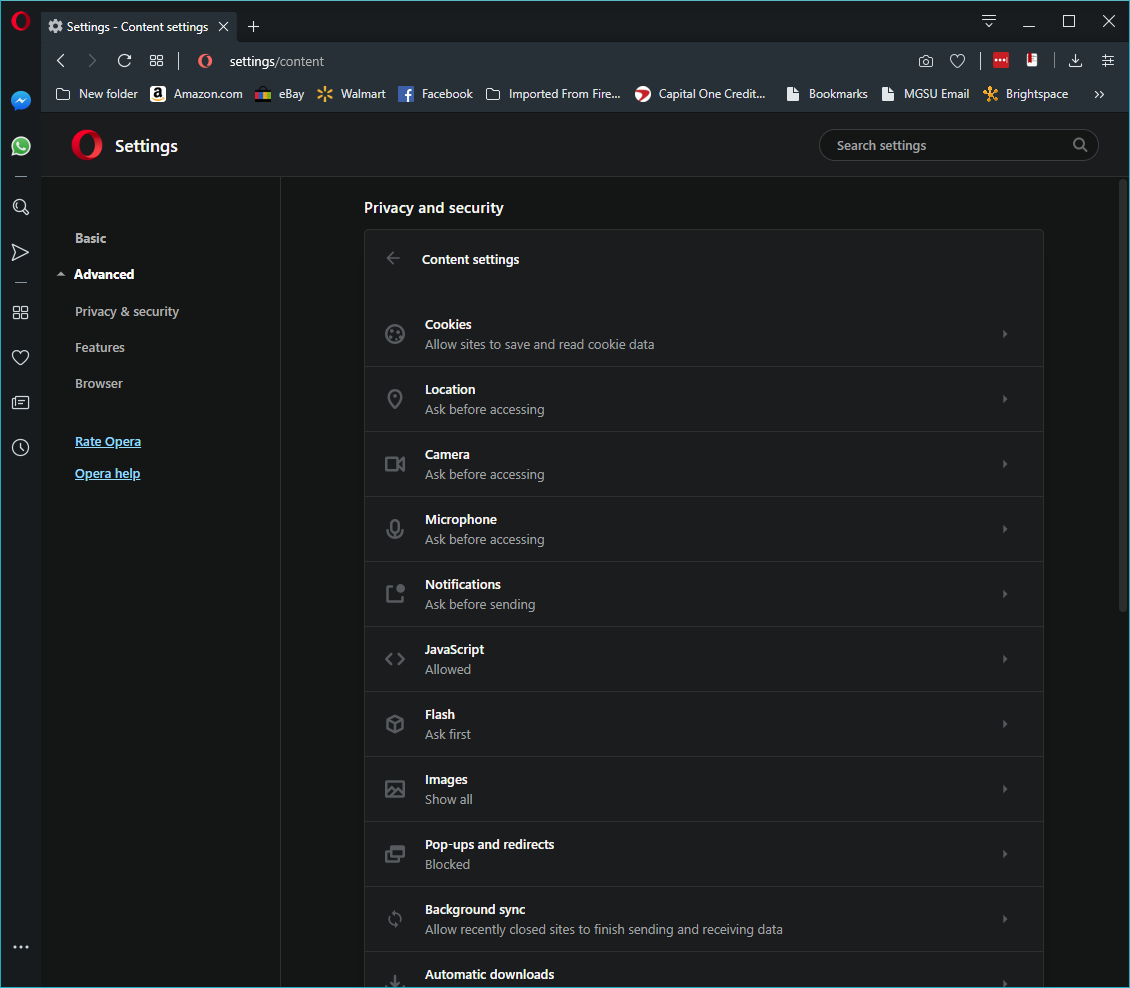 Settings - Content settings
settings/content
New folder
Amazon.com
eBay
Walmart
Facebook
Imported From Fire...
Capital One Credit...
Bookmarks
MGSU Email
Brightspace
Settings
Search settings
Basic
Advanced
Privacy & security
Features
Browser
Rate Opera
Opera help
Privacy and security
Content settings
Cookies
Allow sites to save and read cookie data
Location
Ask before accessing
Camera
Ask before accessing
Microphone
Ask before accessing
Notifications
Ask before sending
JavaScript
Allowed
Flash
Ask first
Images
Show all
Pop-ups and redirects
Blocked
Background sync
Allow recently closed sites to finish sending and receiving data
Automatic downloads